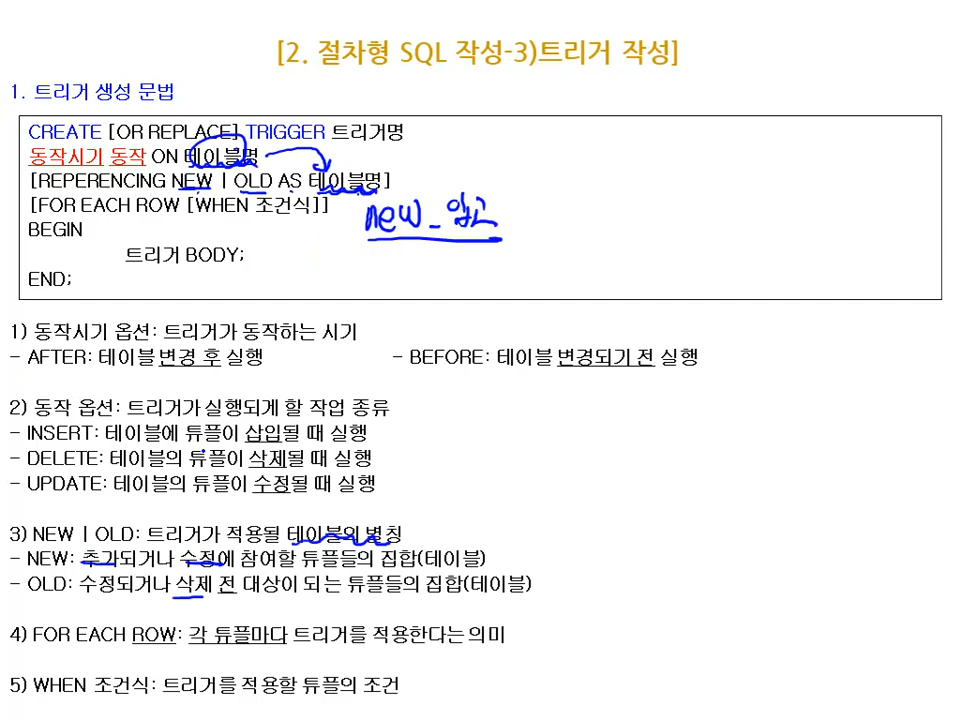 [2. 절차형 SQL 작성-3)트리거 작성]
1. 트리거 생성 문법
CREATE [OR REPLACE] TRIGGER 트리거명
동작시기 동작 ON 테이블명
[REPERENCING NEW | OLD AS 테이블명]
[FOR EACH ROW [WHEN 조건식]]
new_입고
BEGIN
트리거 BODY;
END;
1) 동작시기 옵션: 트리거가 동작하는 시기
- AFTER: 테이블 변경 후 실행 - BEFORE: 테이블 변경되기 전 실행
2) 동작 옵션: 트리거가 실행되게 할 작업 종류
- INSERT: 테이블에 튜플이 삽입될 때 실행
- DELETE: 테이블의 튜플이 삭제될 때 실행
- UPDATE: 테이블의 튜플이 수정될 때 실행
3) NEW | OLD: 트리거가 적용될 테이블의 별칭
- NEW: 추가되거나 수정에 참여할 튜플들의 집합(테이블)
- OLD: 수정되거나 삭제 전 대상이 되는 튜플들의 집합(테이블)
4) FOR EACH ROW: 각 튜플마다 트리거를 적용한다는 의미
5) WHEN 조건식: 트리거를 적용할 튜플의 조건